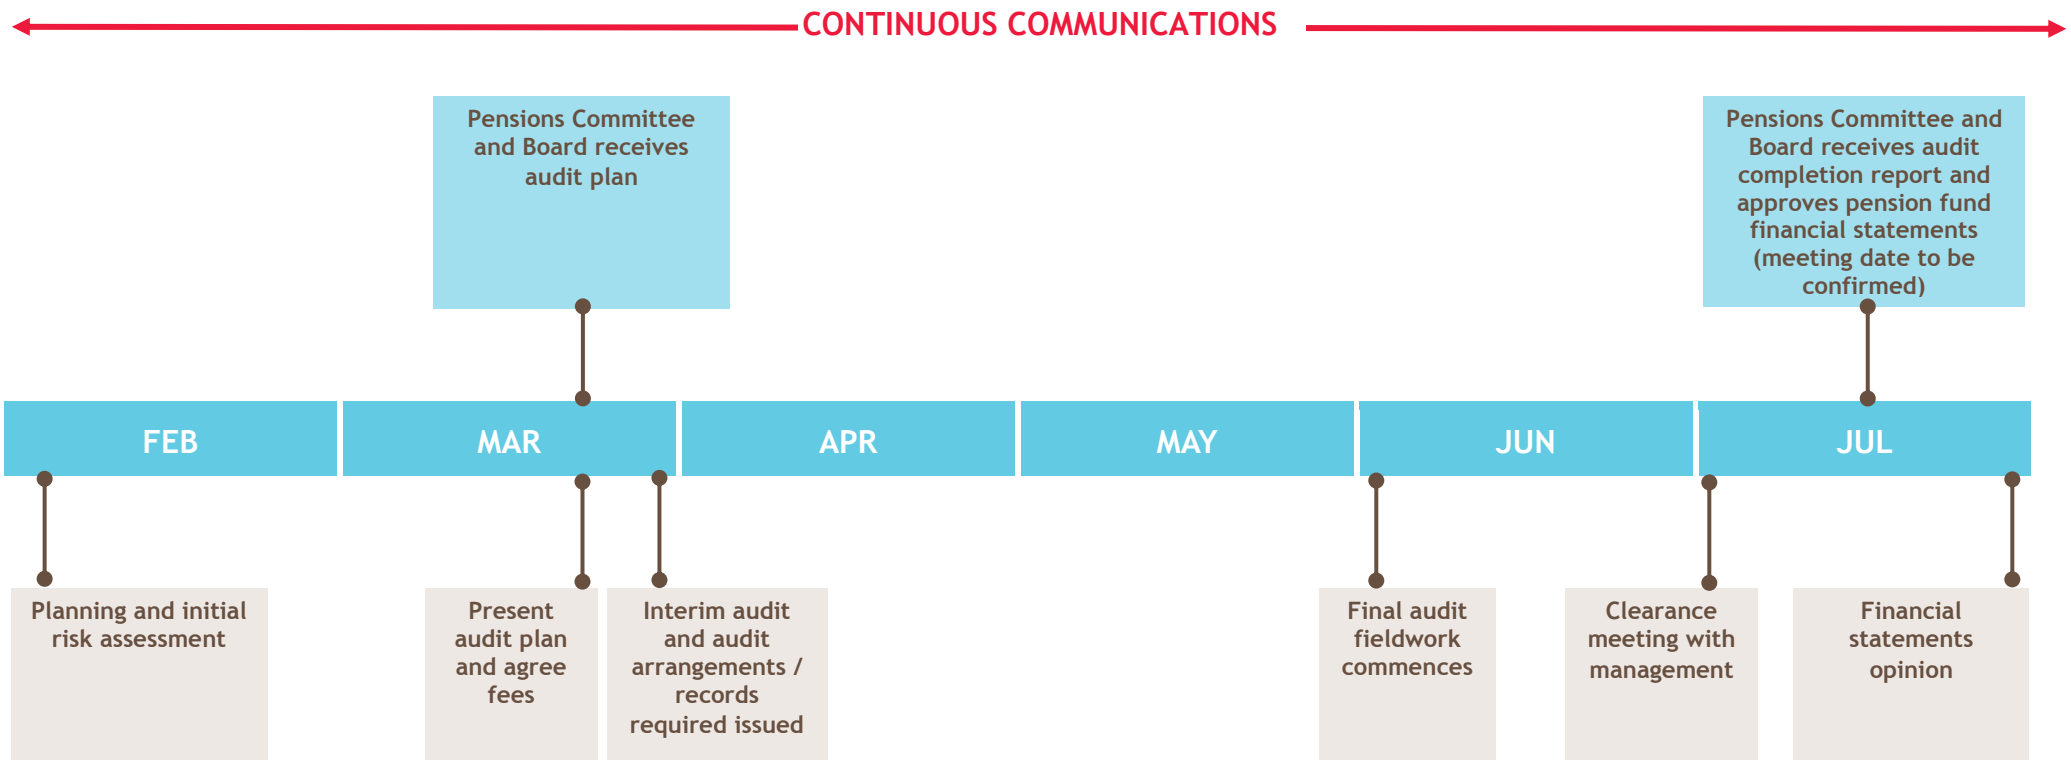 CONTINUOUS COMMUNICATIONS
Pensions Committee
and Board receives
audit plan
Pensions Committee and
Board receives audit
completion report and
approves pension fund
financial statements
(meeting date to be
confirmed)
FEB
MAR
APR
MAY
JUN
JUL
Planning and initial
risk assessment
Present
audit plan
and agree
fees
Interim audit
and audit
arrangements /
records
required issued
Final audit
fieldwork
commences
Clearance
meeting with
management
Financial
statements
opinion